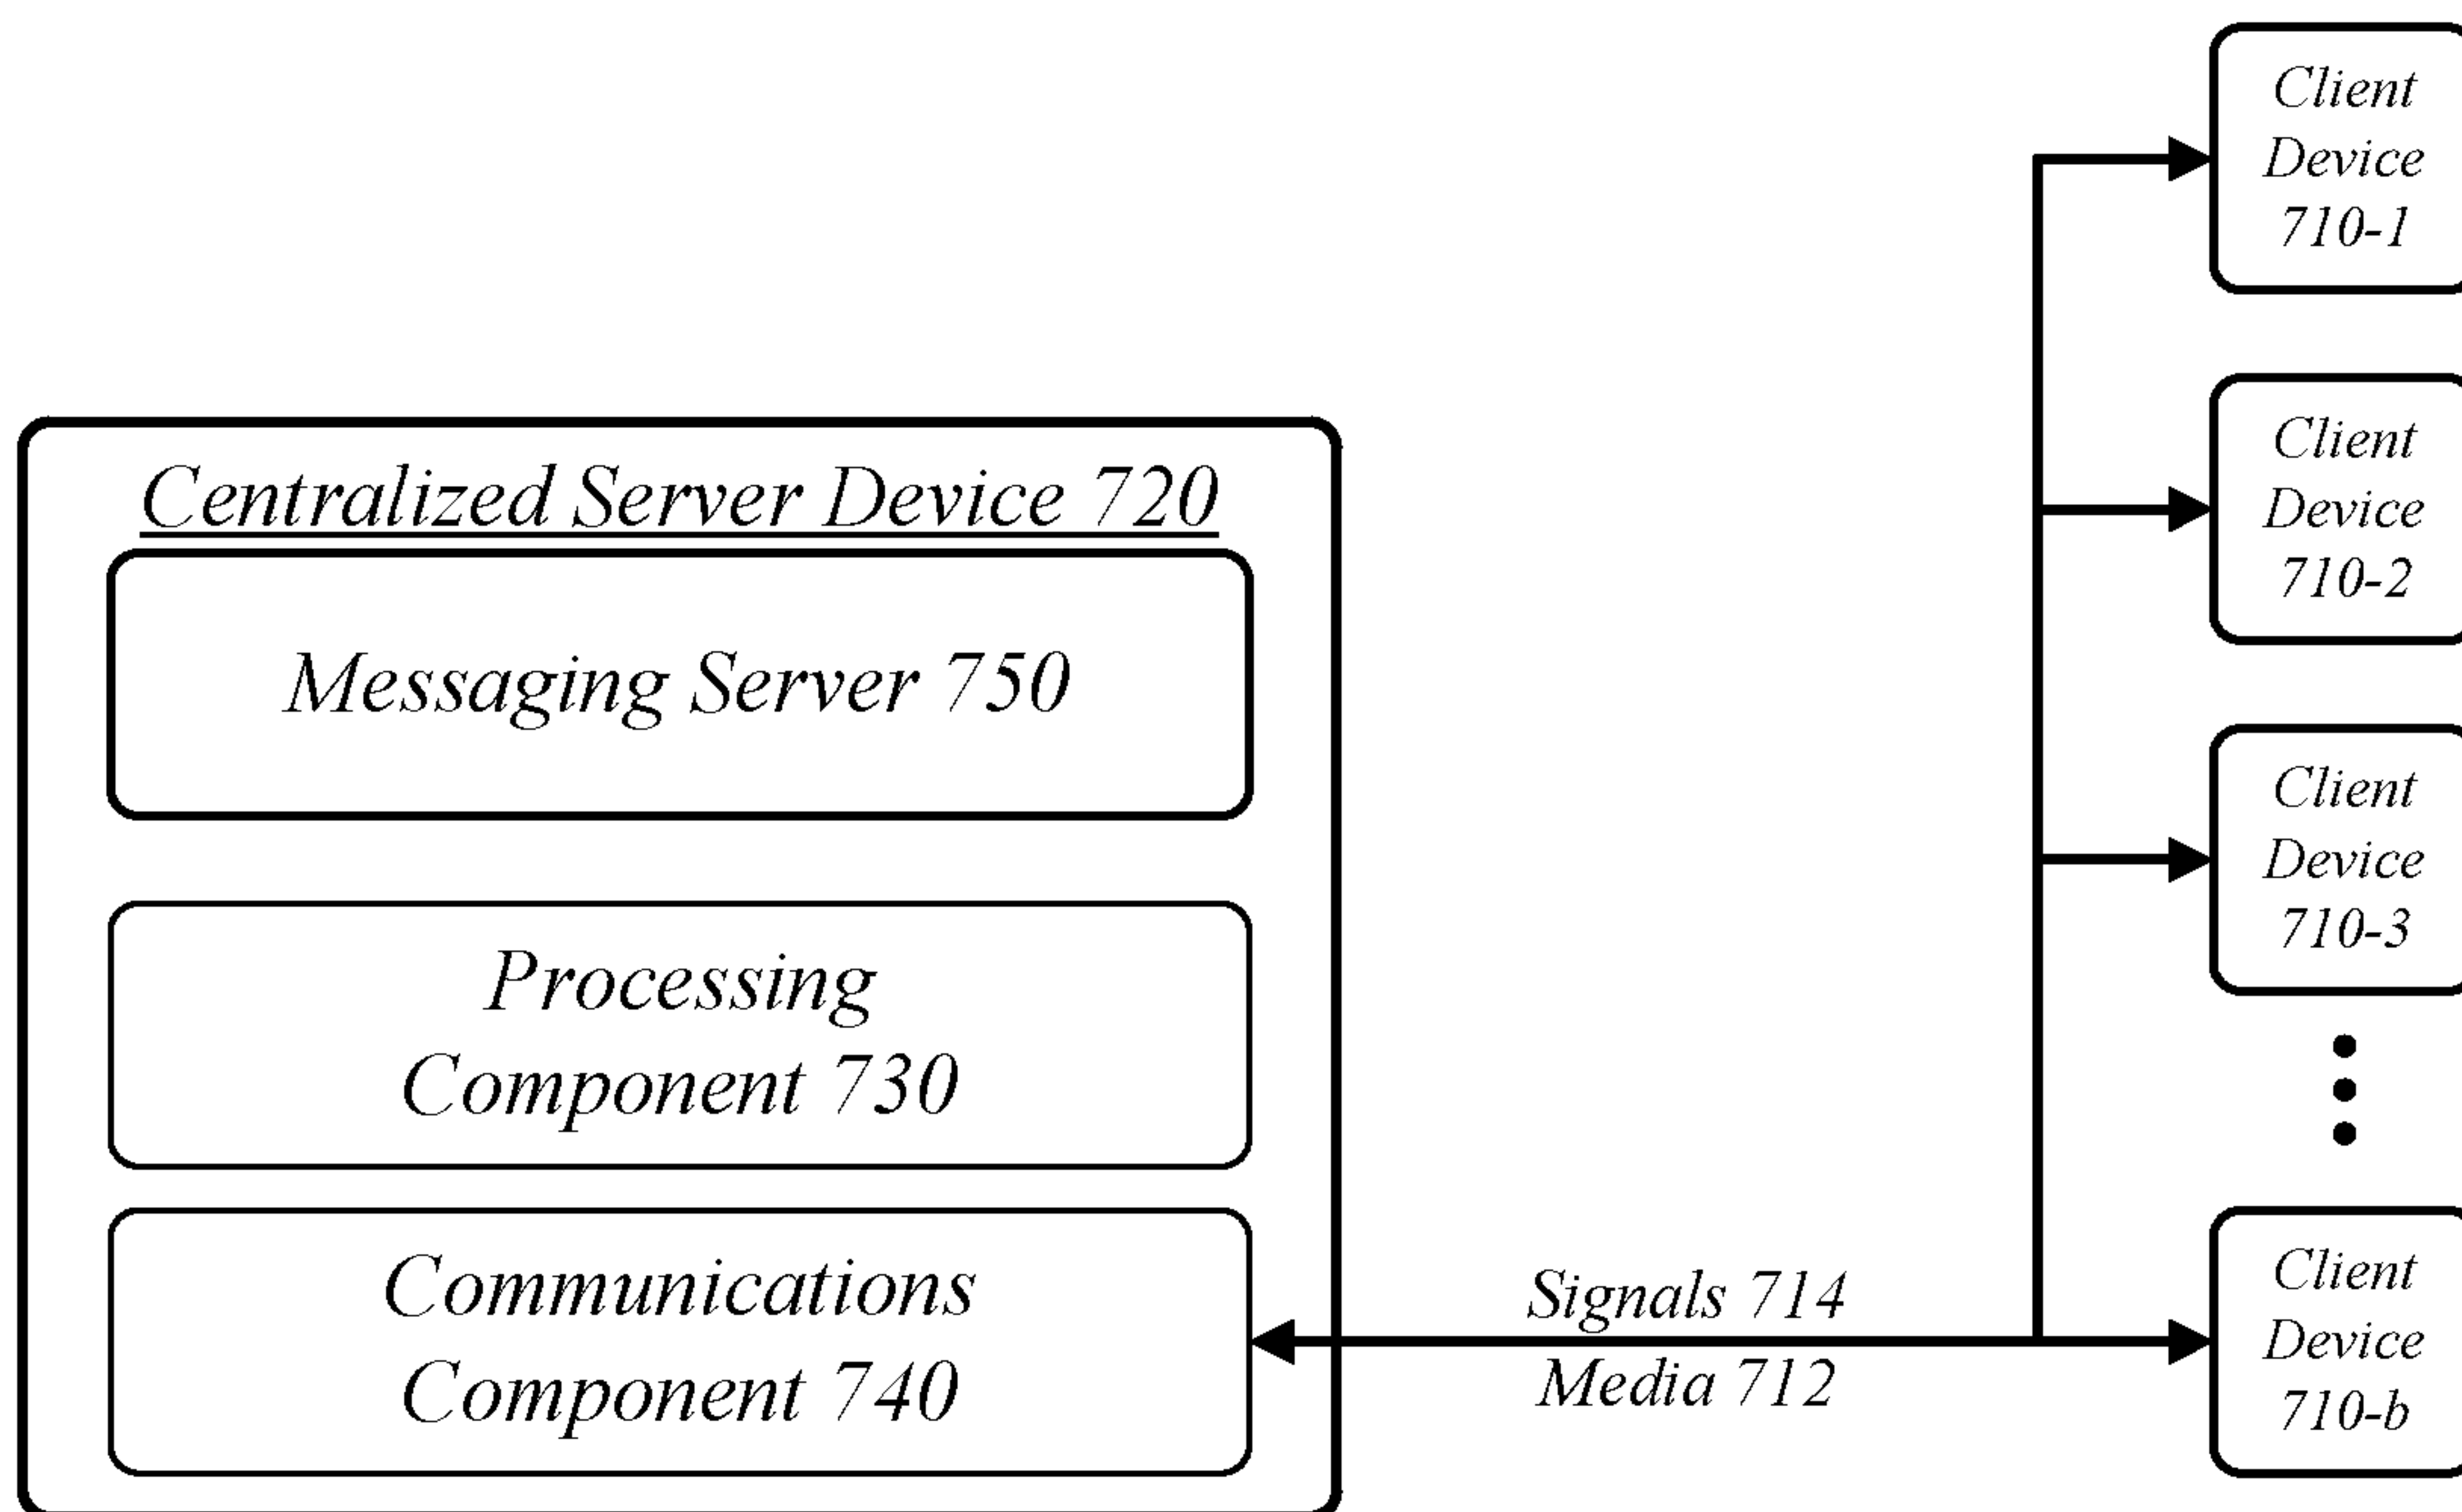 Centralized Server Device 720
Messaging Server 750
Processing
Component 730
Communications
Component 740
Signals 714
Media 712
Client
Device
710-1
Client
Device
710-2
Client
Device
710-3
Client
Device
710-b